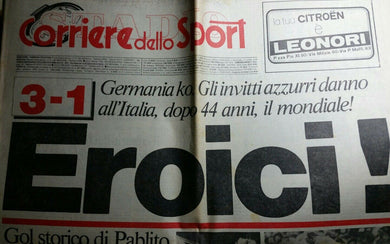 Corriere dello Sport
la tua CITROËN
è
LEONORI
3-1
Germania ko. Gli invitti azzurri danno
all'Italia, dopo 44 anni, il mondiale!
Eroici!
Gol storico di Pablito